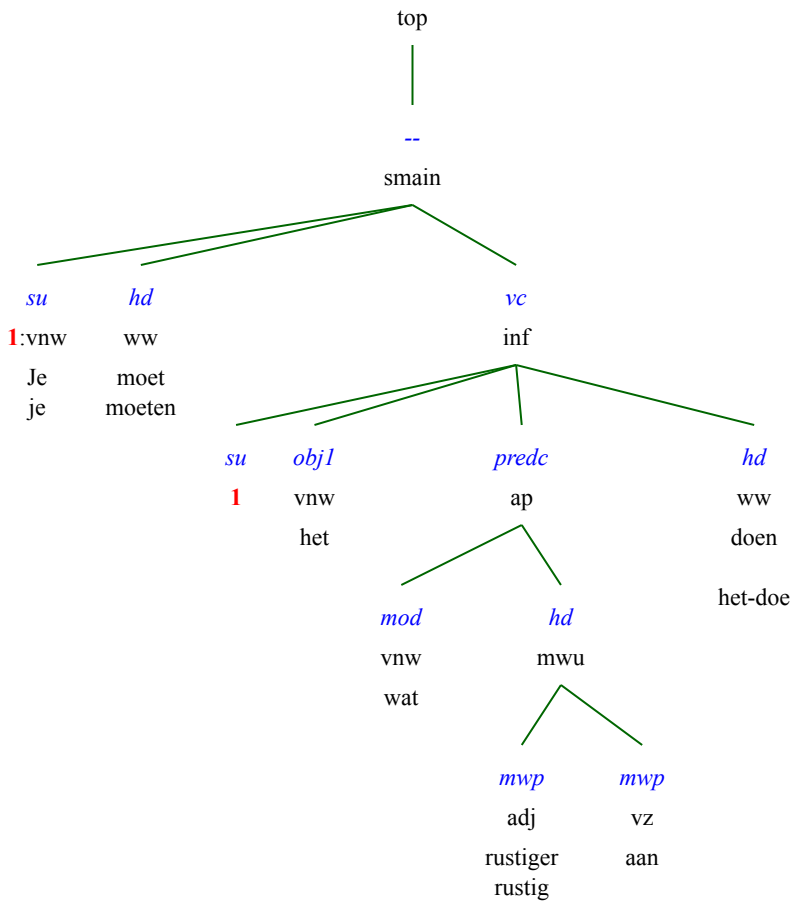 top
--
smain
su hd vc
1:vnw ww inf
Je moet
je moeten
su obj1 predc hd
1 vnw ap ww
het doen
het-doe
mod hd
vnw mwu
wat
mwp mwp
adj vz
rustiger aan
rustig